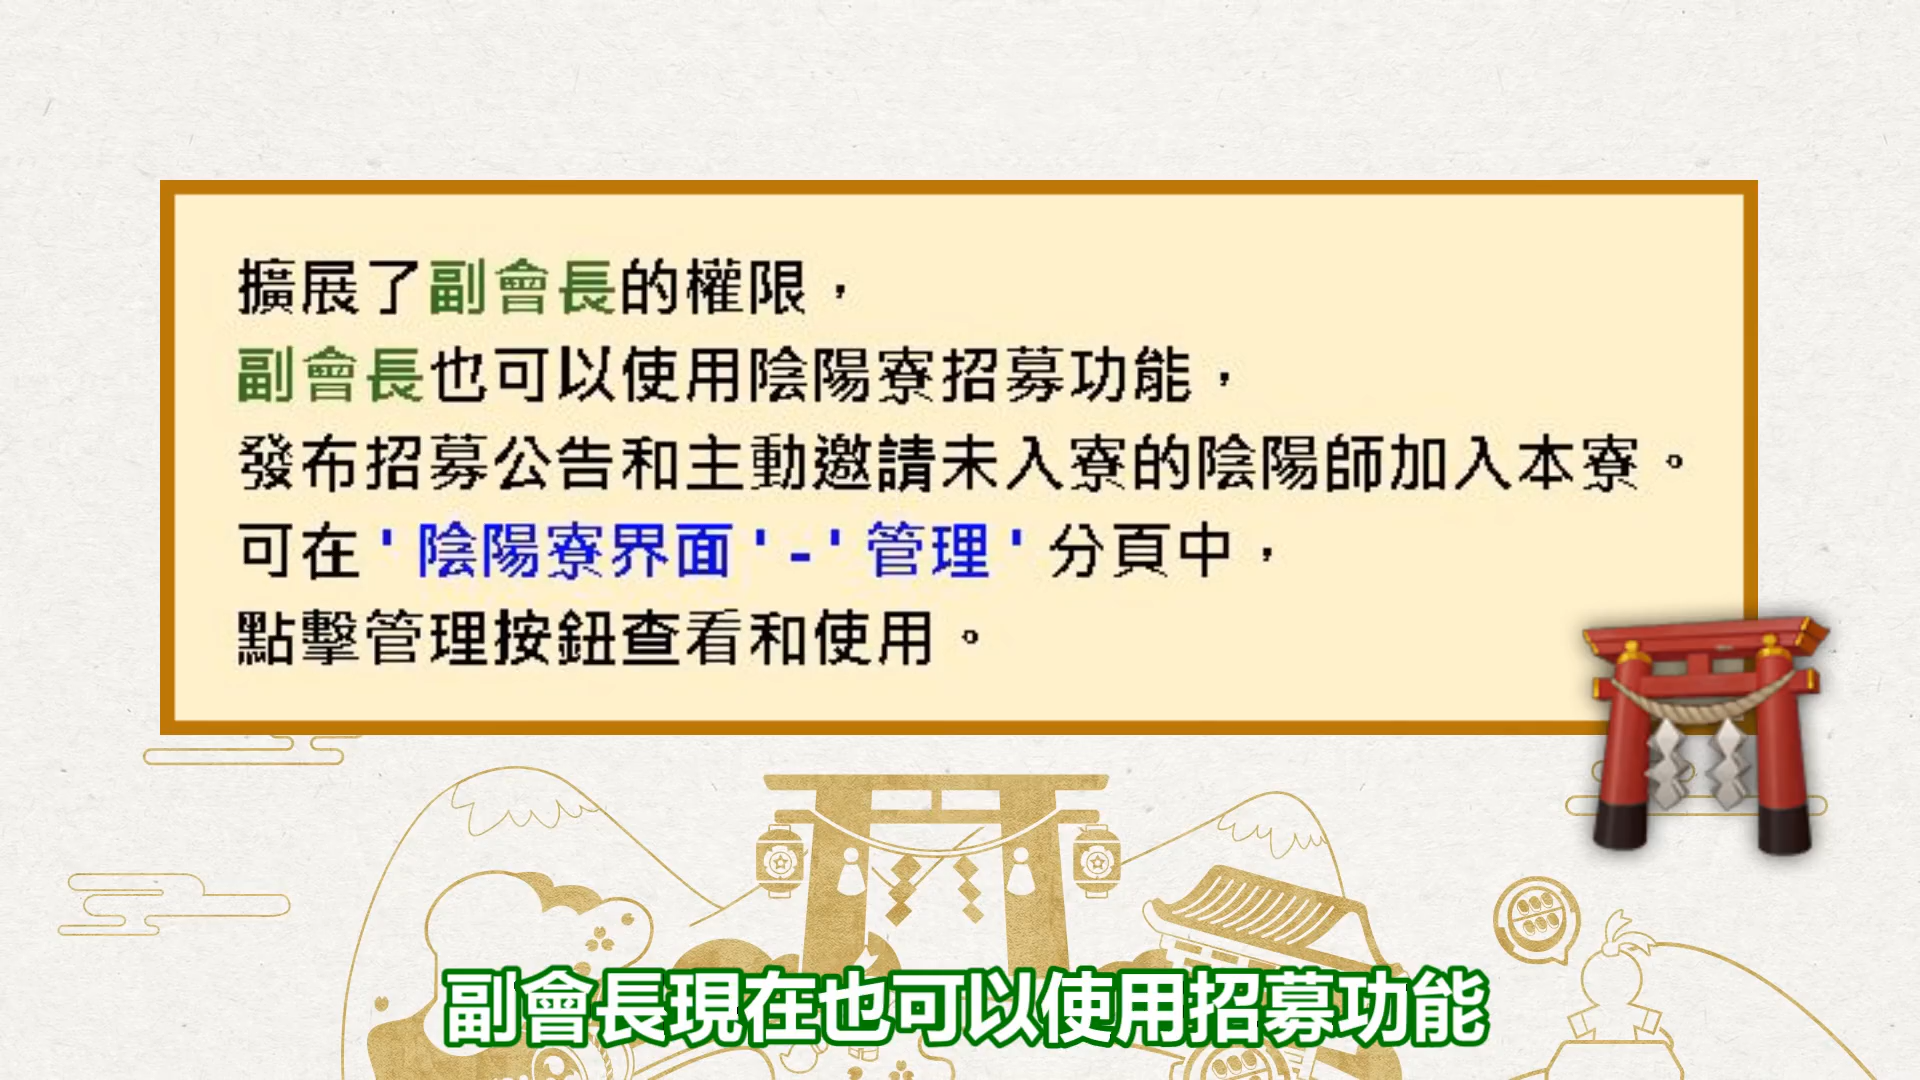 擴展了副會長的權限，
副會長也可以使用陰陽寮招募功能，
發布招募公告和主動邀請未入寮的陰陽師加入本寮。
可在'陰陽寮界面'-'管理'分頁中，
點擊管理按鈕查看和使用。
副會長現在也可以使用招募功能